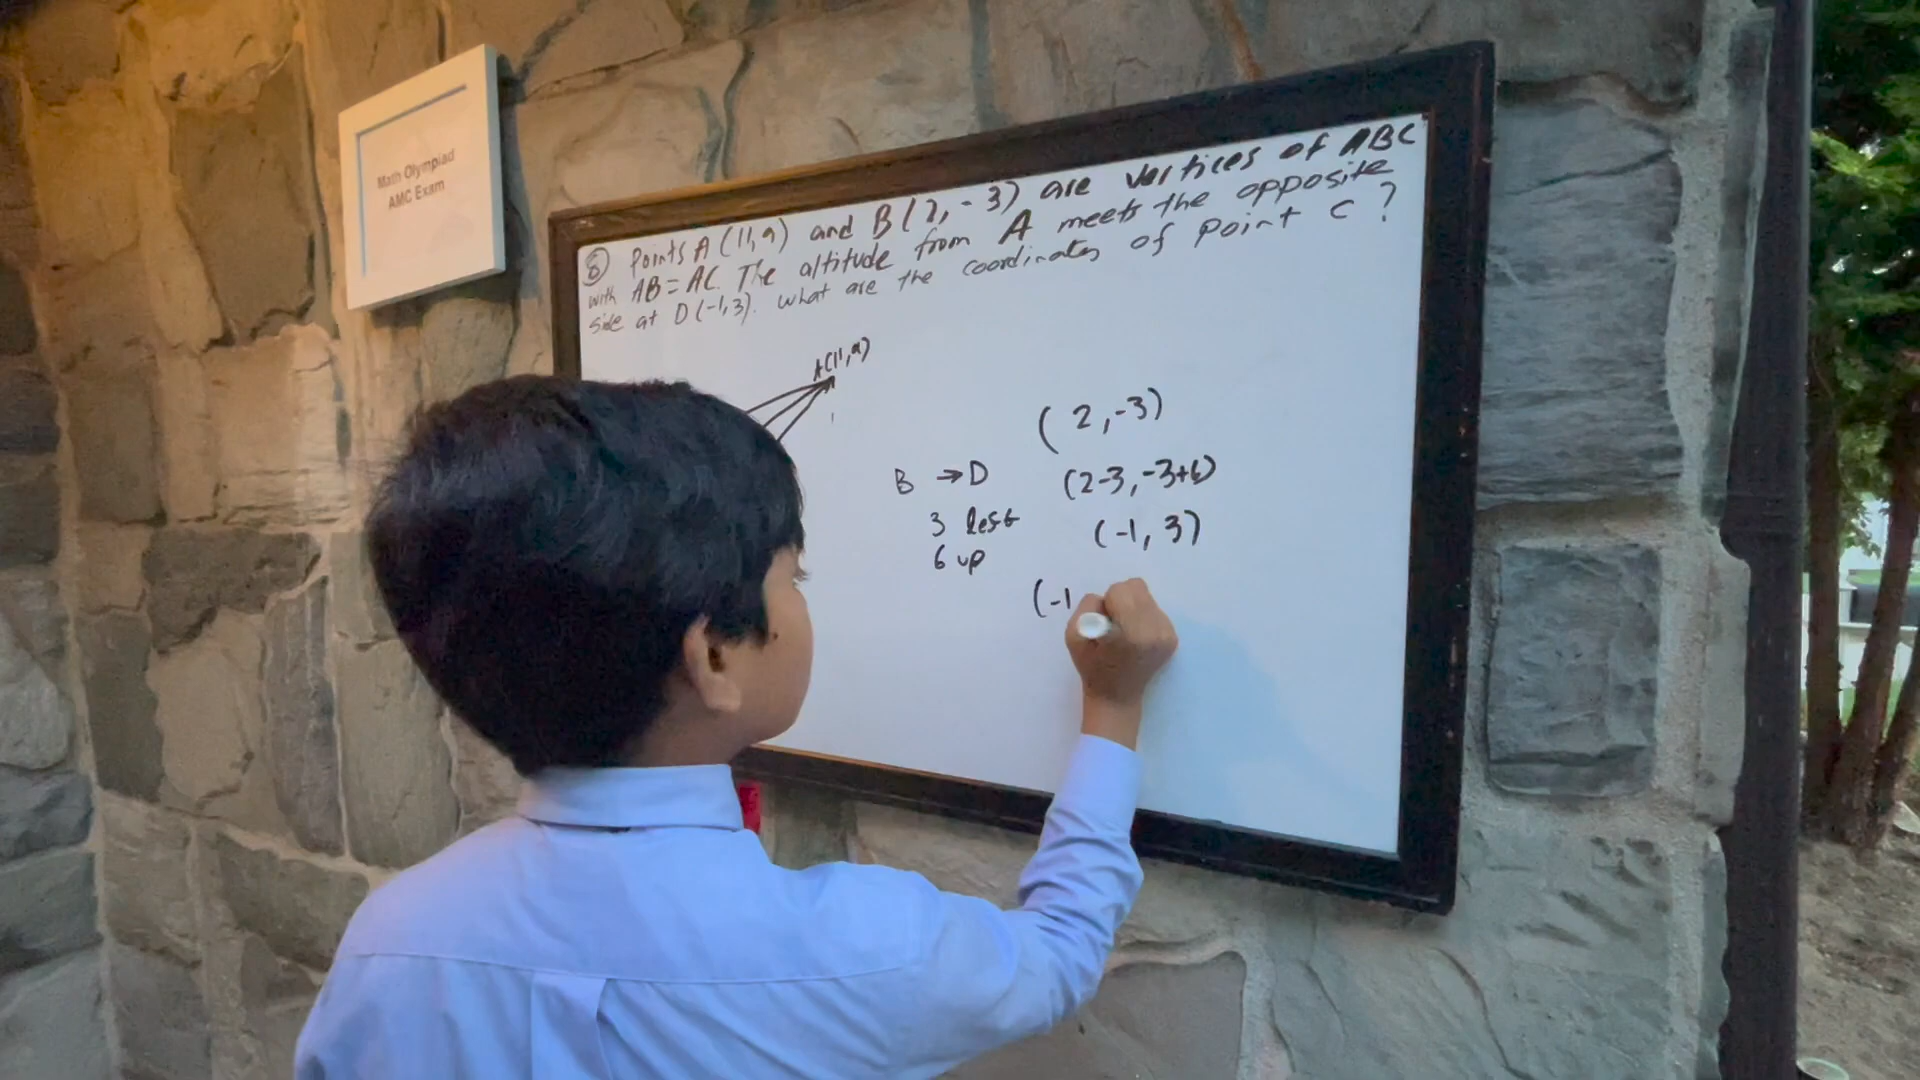 Math Olympiad
AMC Exam
⑧ Points A (11,9) and B(2,-3) are vertices of ABC
with AB=AC. The altitude from A meets the opposite
side at D(-1,3). What are the coordinates of point C?
A(11,9)
(2,-3)
B → D (2-3,-3+6)
3 left (-1, 3)
6 up
(-1